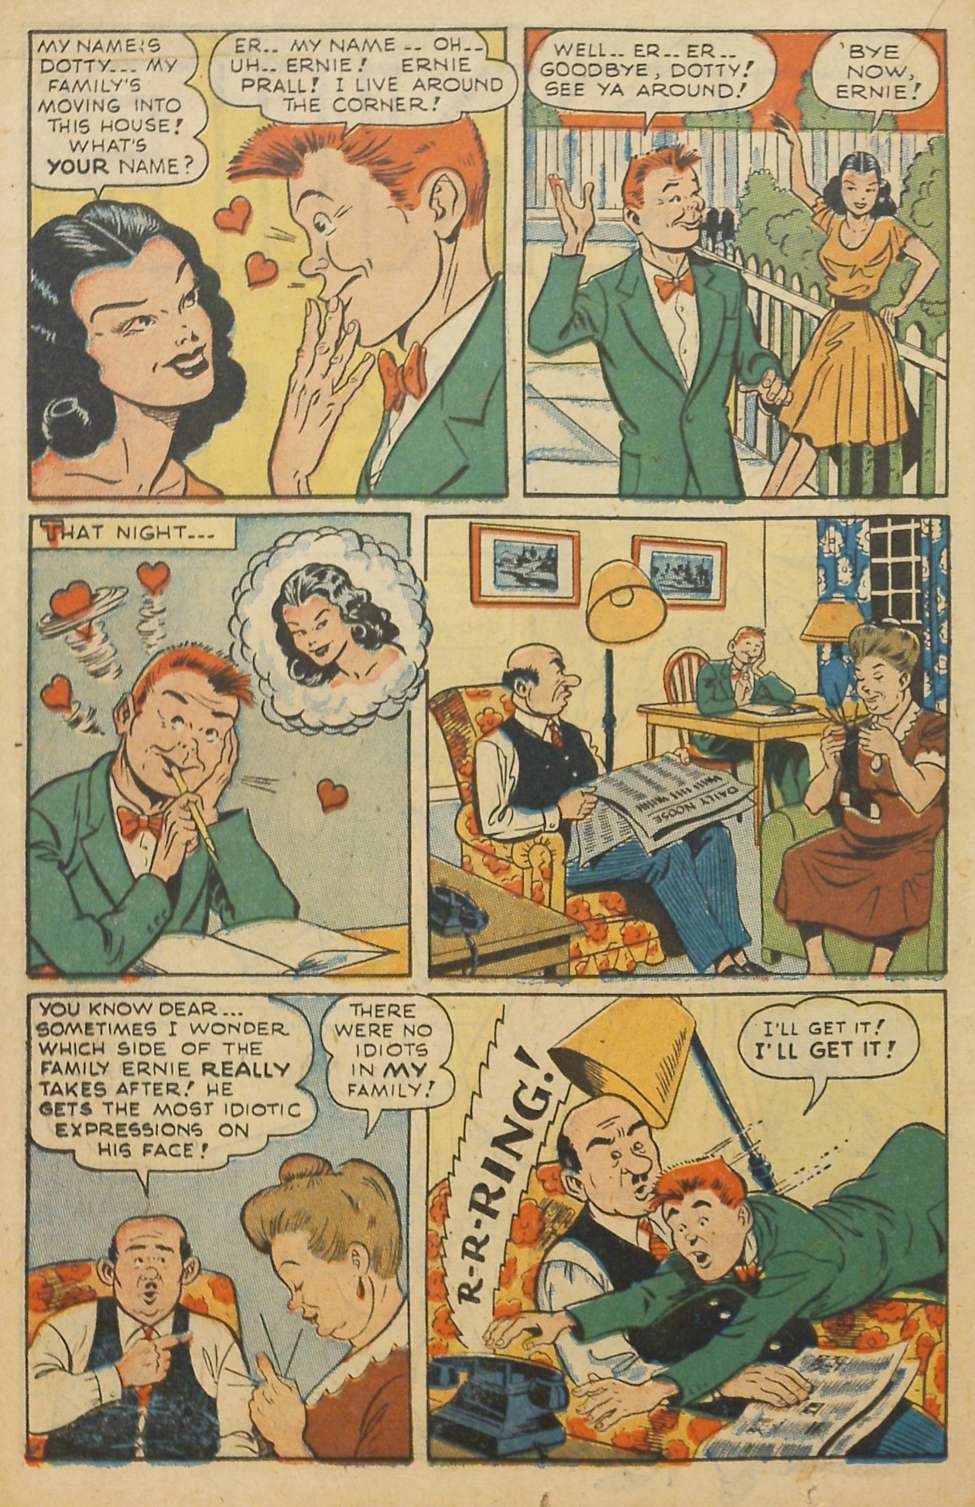 MY NAME'S
DOTTY... MY
FAMILY'S
MOVING INTO
THIS HOUSE!
WHAT'S
YOUR NAME?
ER.. MY NAME -- OH--
UH.. ERNIE! ERNIE
PRALL! I LIVE AROUND
THE CORNER!
WELL.. ER.. ER..
GOODBYE, DOTTY!
SEE YA AROUND!
'BYE
NOW,
ERNIE!
THAT NIGHT...
DAILY NOOSE
YOU KNOW DEAR...
SOMETIMES I WONDER
WHICH SIDE OF THE
FAMILY ERNIE REALLY
TAKES AFTER! HE
GETS THE MOST IDIOTIC
EXPRESSIONS ON
HIS FACE!
THERE
WERE NO
IDIOTS
IN MY
FAMILY!
R-R-RING!
I'LL GET IT!
I'LL GET IT!